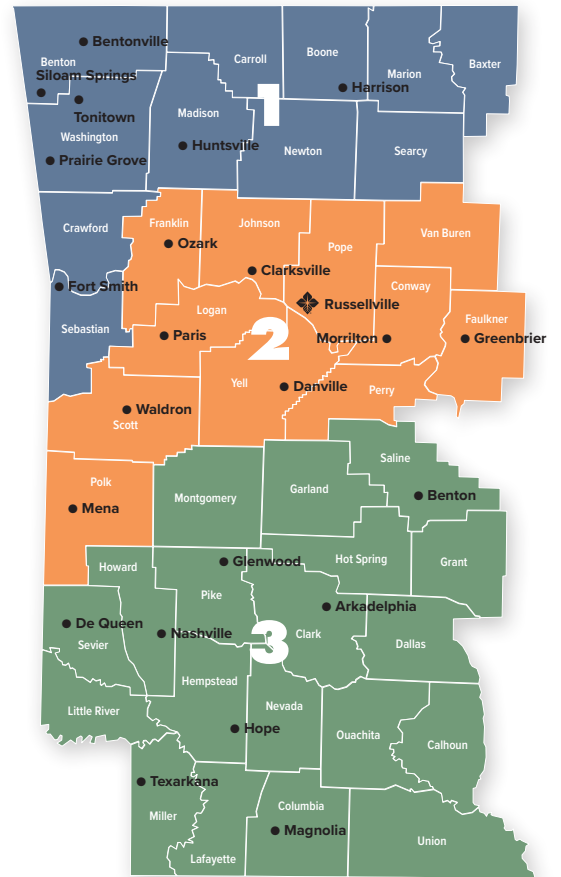 Bentonville
Benton
Siloam Springs
Tonitown
Washington
Prairie Grove
Carroll
Boone
Marion
Baxter
Harrison
1
Madison
Huntsville
Newton
Searcy
Crawford
Fort Smith
Sebastian
Franklin
Ozark
Johnson
Clarksville
Pope
Van Buren
Conway
Russellville
Morrilton
Faulkner
Greenbrier
Logan
Paris
2
Yell
Danville
Perry
Waldron
Scott
Polk
Mena
Montgomery
Garland
Saline
Benton
Hot Spring
Grant
Howard
Glenwood
Pike
De Queen
Sevier
Nashville
3
Arkadelphia
Clark
Dallas
Hempstead
Little River
Nevada
Hope
Ouachita
Calhoun
Texarkana
Miller
Lafayette
Columbia
Magnolia
Union